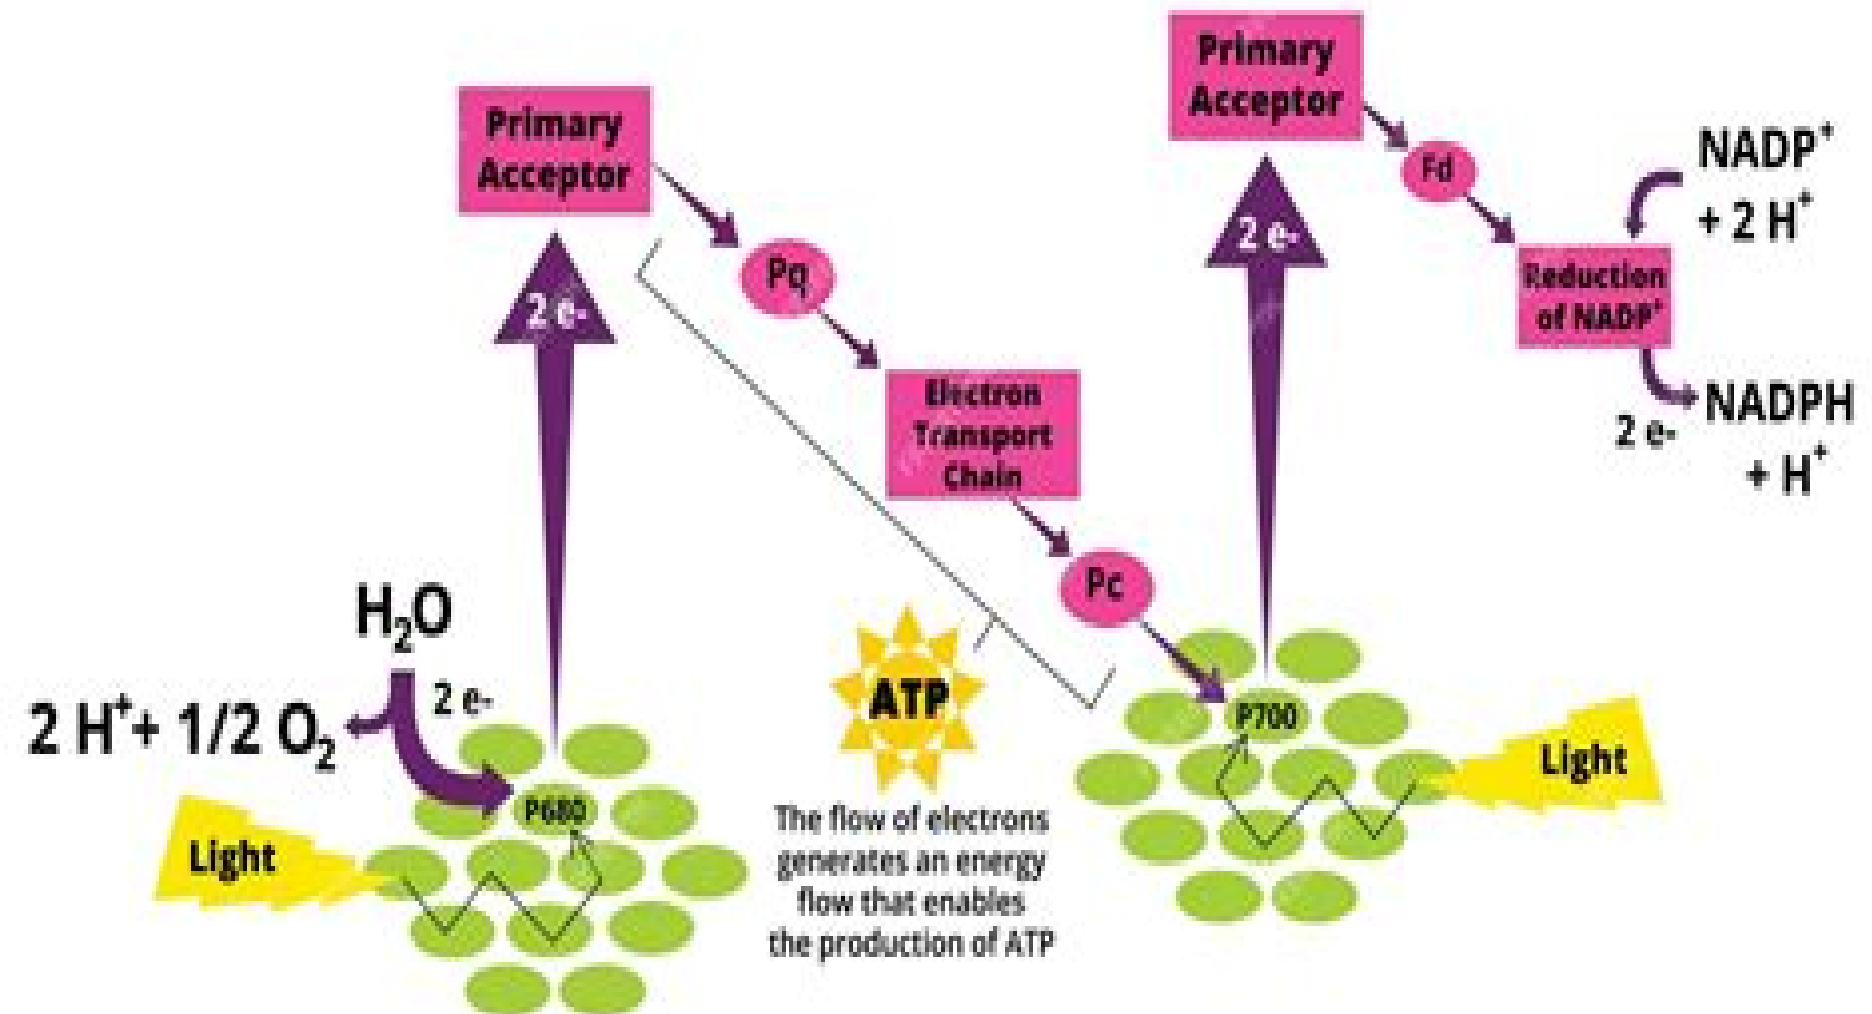 Primary
Acceptor
2 e-
Pq
Electron
Transport
Chain
Pc
H₂O
2 e-
2 H⁺+ 1/2 O₂
P680
Light
ATP
The flow of electrons
generates an energy
flow that enables
the production of ATP
Primary
Acceptor
2 e-
Fd
NADP⁺
+ 2 H⁺
Reduction
of NADP⁺
2 e-
NADPH
+ H⁺
P700
Light